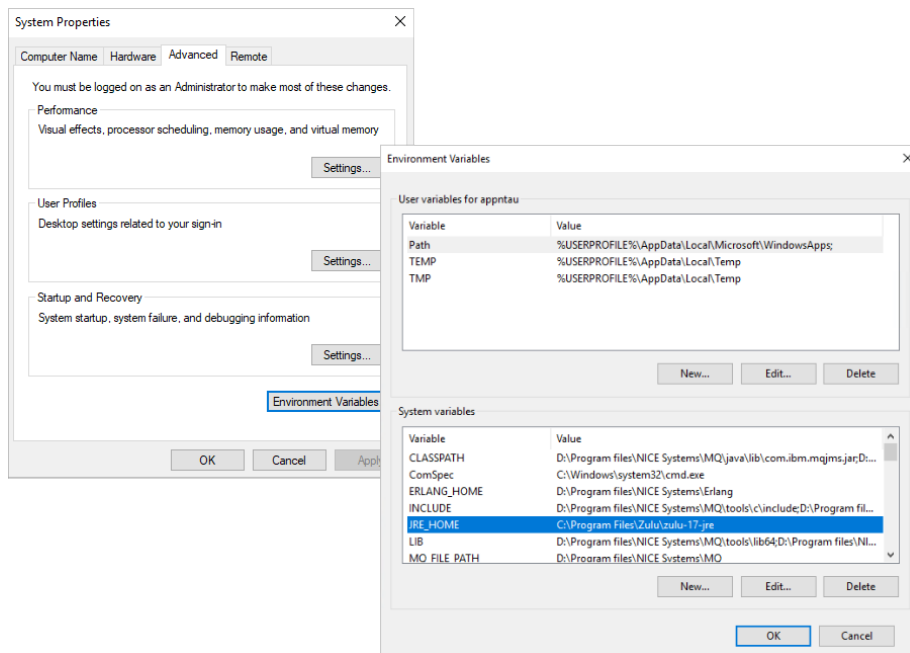 System Properties
Computer Name Hardware Advanced Remote
You must be logged on as an Administrator to make most of these changes.
Performance
Visual effects, processor scheduling, memory usage, and virtual memory
Settings...
User Profiles
Desktop settings related to your sign-in
Settings...
Startup and Recovery
System startup, system failure, and debugging information
Settings...
Environment Variables
OK Cancel Apply
Environment Variables
User variables for appntau
Variable Value
Path %USERPROFILE%\AppData\Local\Microsoft\WindowsApps;
TEMP %USERPROFILE%\AppData\Local\Temp
TMP %USERPROFILE%\AppData\Local\Temp
New... Edit... Delete
System variables
Variable Value
CLASSPATH D:\Program files\NICE Systems\MQ\java\lib\com.ibm.mqjms.jar;D:...
ComSpec C:\Windows\system32\cmd.exe
ERLANG_HOME D:\Program files\NICE Systems\Erlang
INCLUDE D:\Program files\NICE Systems\MQ\tools\c\include;D:\Program fil...
JRE_HOME C:\Program Files\Zulu\zulu-17-jre
LIB D:\Program files\NICE Systems\MQ\tools\lib64;D:\Program files\NI...
MQ_FILE_PATH D:\Program files\NICE Systems\MQ
New... Edit... Delete
OK Cancel